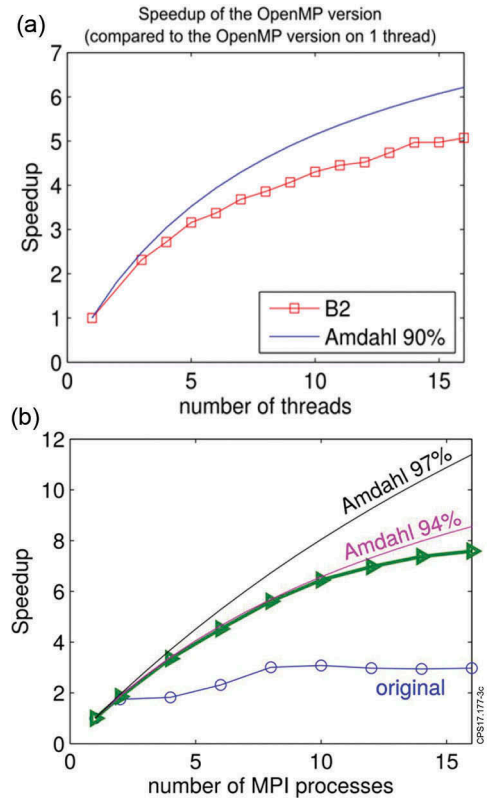 (a)
Speedup of the OpenMP version
(compared to the OpenMP version on 1 thread)
7
6
5
4
3
2
1
0
Speedup
B2
Amdahl 90%
0 5 10 15
number of threads
(b)
12
10
8
6
4
2
0
Speedup
Amdahl 97%
Amdahl 94%
original
0 5 10 15
number of MPI processes
CPS17.177-3c